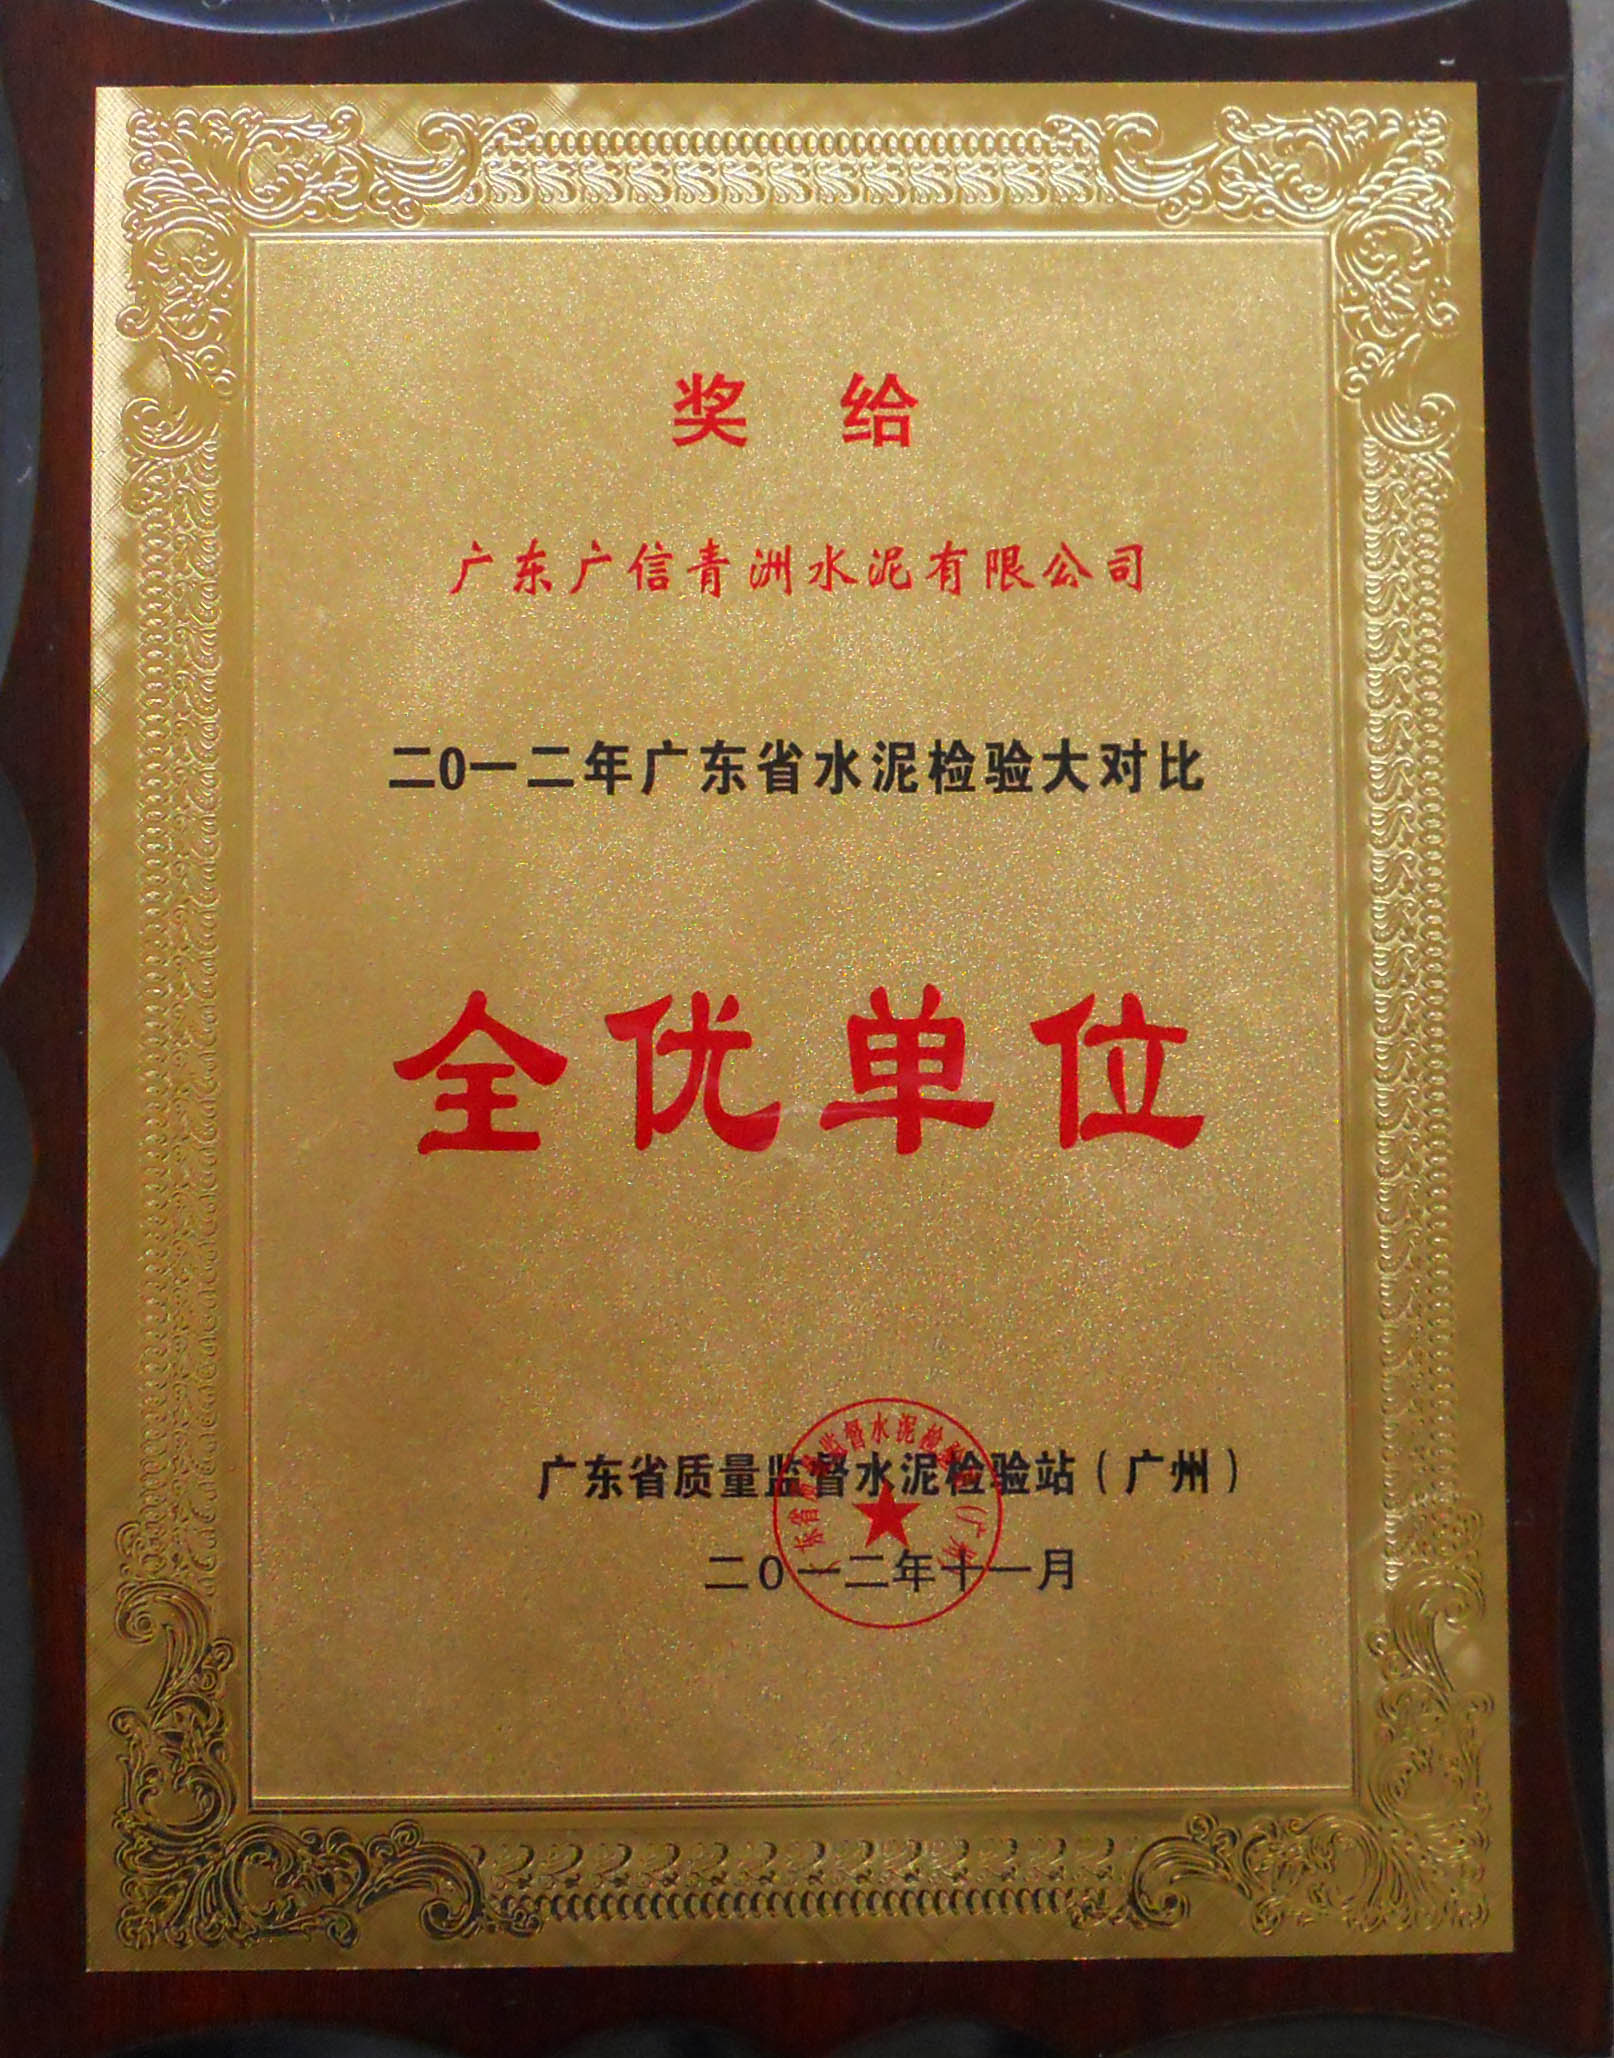 奖 给
广东广信青洲水泥有限公司
二0一二年广东省水泥检验大对比
全优单位
广东省质量监督水泥检验站（广州）
二0一二年十一月